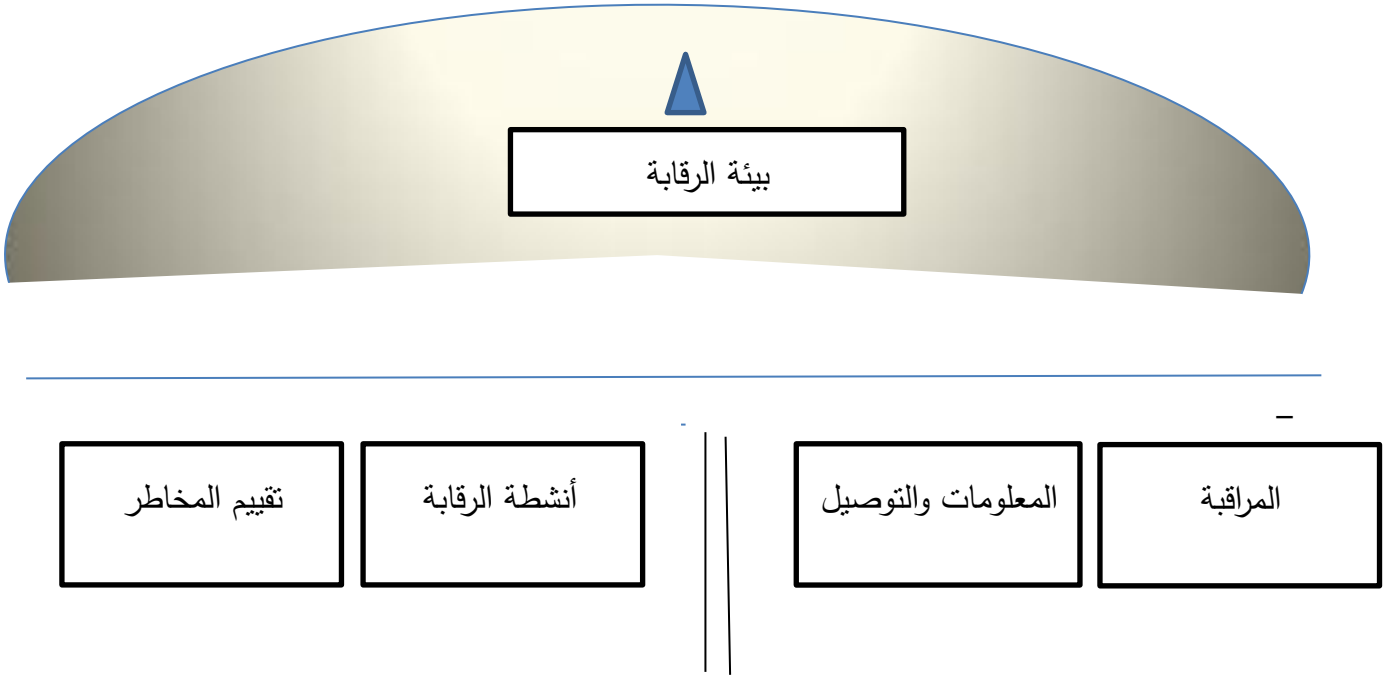 بيئة الرقابة
المراقبة
المعلومات والتوصيل
أنشطة الرقابة
تقييم المخاطر